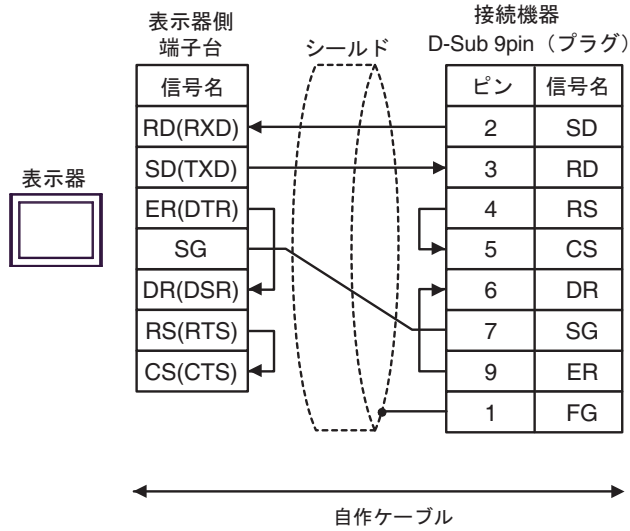 表示器側
端子台
シールド
接続機器
D-Sub 9pin（プラグ）
信号名
ピン 信号名
RD(RXD)
2 SD
SD(TXD)
3 RD
表示器
ER(DTR)
4 RS
SG
5 CS
DR(DSR)
6 DR
RS(RTS)
7 SG
CS(CTS)
9 ER
1 FG
自作ケーブル